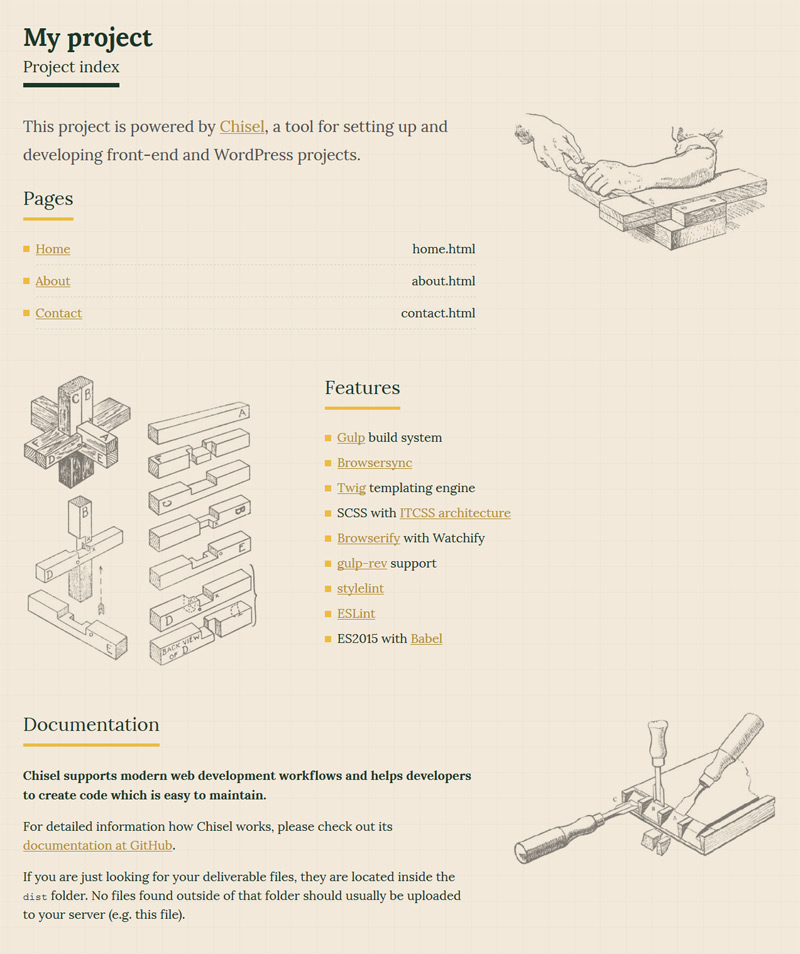 My project
Project index
This project is powered by Chisel, a tool for setting up and
developing front-end and WordPress projects.
Pages
Home home.html
About about.html
Contact contact.html
C B
A
D E
B
D
E
A
C
B
E
D
BACK VIEW
OF D
Features
Gulp build system
Browsersync
Twig templating engine
SCSS with ITCSS architecture
Browserify with Watchify
gulp-rev support
stylelint
ESLint
ES2015 with Babel
Documentation
Chisel supports modern web development workflows and helps developers
to create code which is easy to maintain.
For detailed information how Chisel works, please check out its
documentation at GitHub.
If you are just looking for your deliverable files, they are located inside the
dist folder. No files found outside of that folder should usually be uploaded
to your server (e.g. this file).